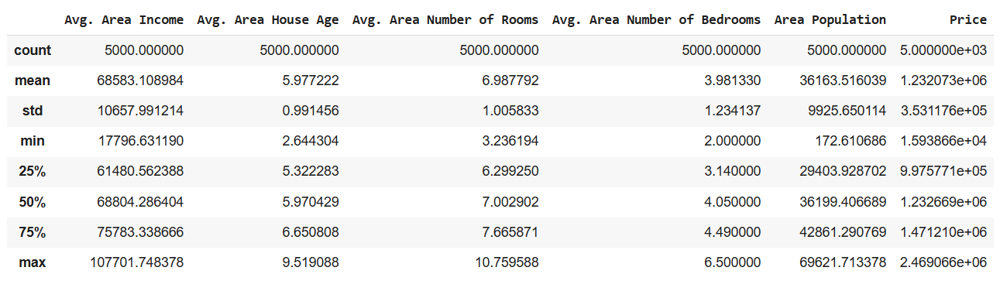 Avg. Area Income Avg. Area House Age Avg. Area Number of Rooms Avg. Area Number of Bedrooms Area Population Price
count 5000.000000 5000.000000 5000.000000 5000.000000 5000.000000 5.000000e+03
mean 68583.108984 5.977222 6.987792 3.981330 36163.516039 1.232073e+06
std 10657.991214 0.991456 1.005833 1.234137 9925.650114 3.531176e+05
min 17796.631190 2.644304 3.236194 2.000000 172.610686 1.593866e+04
25% 61480.562388 5.322283 6.299250 3.140000 29403.928702 9.975771e+05
50% 68804.286404 5.970429 7.002902 4.050000 36199.406689 1.232669e+06
75% 75783.338666 6.650808 7.665871 4.490000 42861.290769 1.471210e+06
max 107701.748378 9.519088 10.759588 6.500000 69621.713378 2.469066e+06